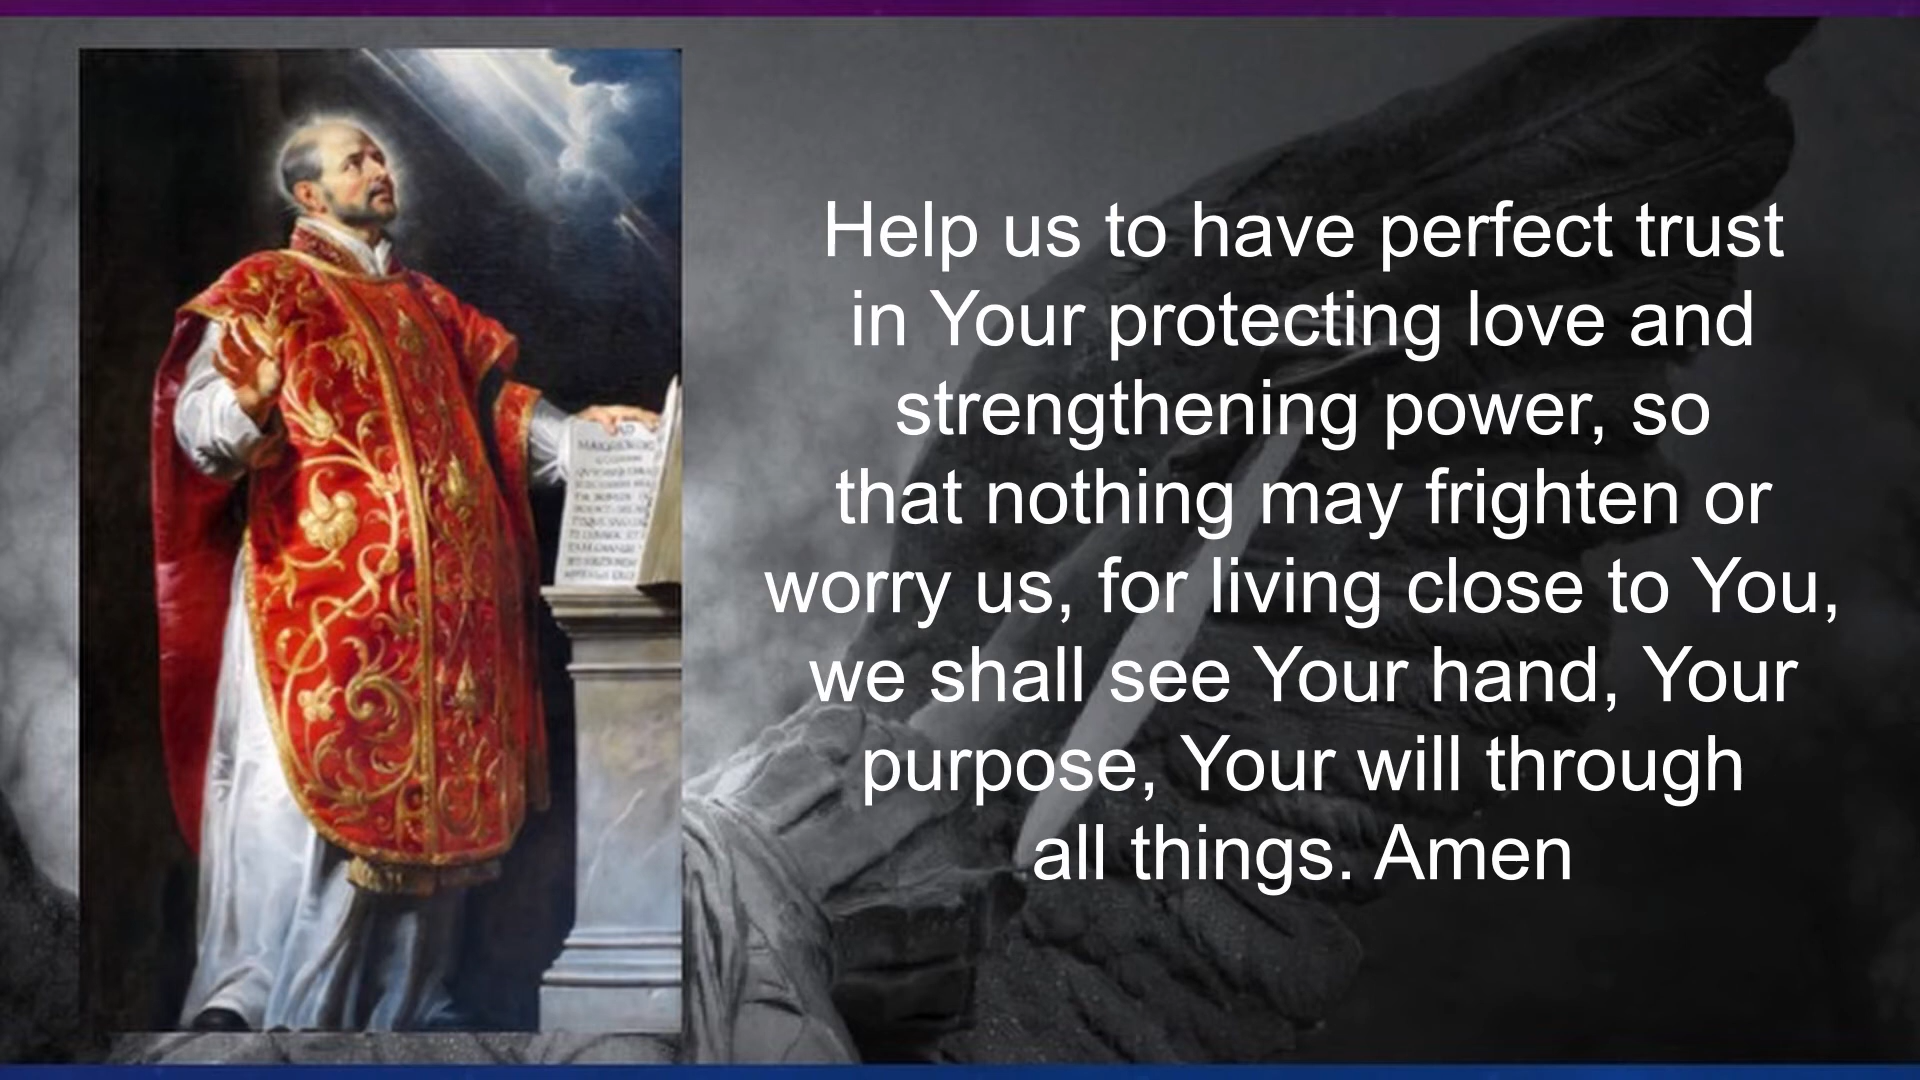 Help us to have perfect trust
in Your protecting love and
strengthening power, so
that nothing may frighten or
worry us, for living close to You,
we shall see Your hand, Your
purpose, Your will through
all things. Amen